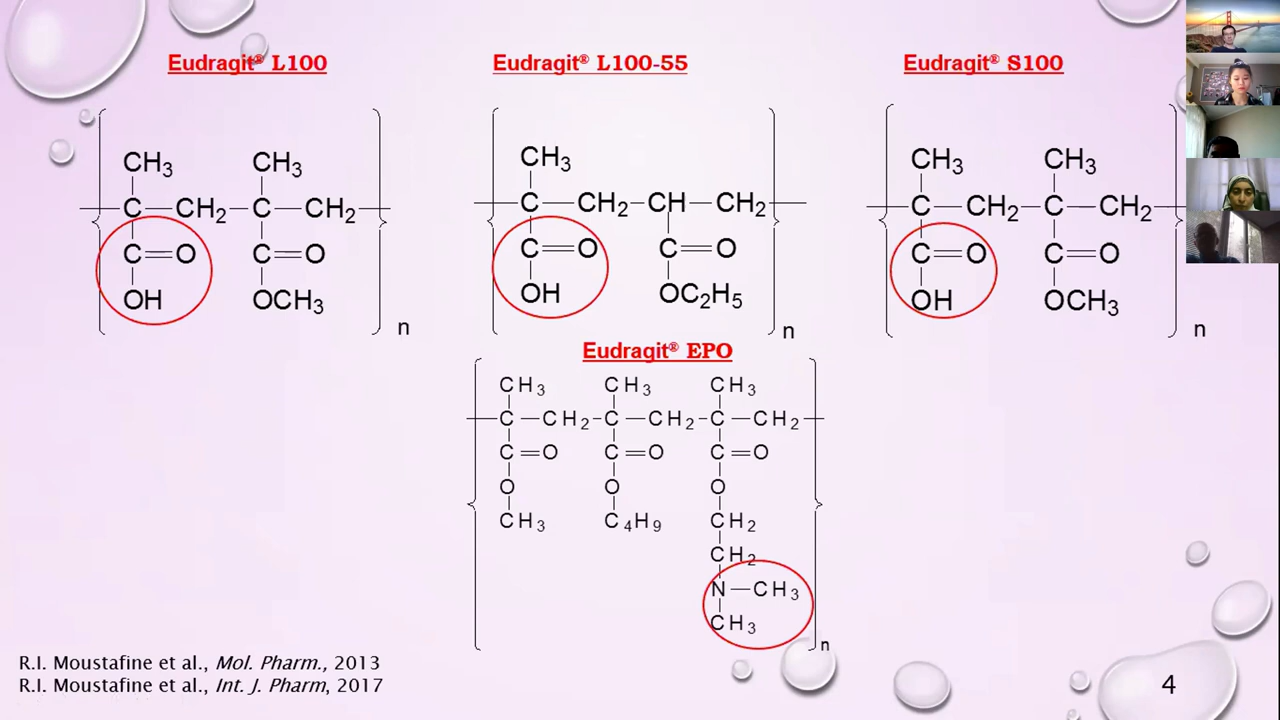 Eudragit® L100
CH3 CH3
C — CH2 – C — CH2
C = O C = O
OH OCH3
n
Eudragit® L100-55
CH3
C — CH2 – CH – CH2
C = O C = O
OH OC2H5
n
Eudragit® S100
CH3 CH3
C — CH2 – C — CH2
C = O C = O
OH OCH3
n
Eudragit® EPO
CH3 CH3 CH3
C — CH2 – C — CH2 – C — CH2
C = O C = O C = O
O O O
CH3 C4H9 CH2
CH2
N — CH3
CH3
n
R.I. Moustafine et al., Mol. Pharm., 2013
R.I. Moustafine et al., Int. J. Pharm, 2017
4